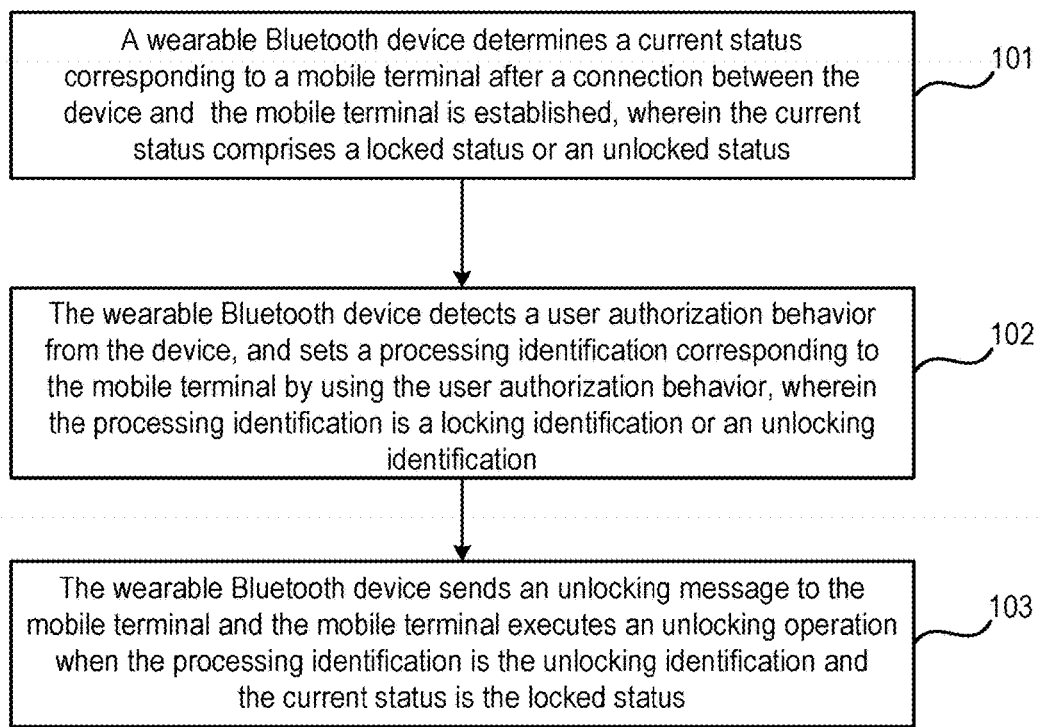 A wearable Bluetooth device determines a current status
corresponding to a mobile terminal after a connection between the
device and the mobile terminal is established, wherein the current
status comprises a locked status or an unlocked status
101
The wearable Bluetooth device detects a user authorization behavior
from the device, and sets a processing identification corresponding to
the mobile terminal by using the user authorization behavior, wherein
the processing identification is a locking identification or an unlocking
identification
102
The wearable Bluetooth device sends an unlocking message to the
mobile terminal and the mobile terminal executes an unlocking operation
when the processing identification is the unlocking identification and
the current status is the locked status
103